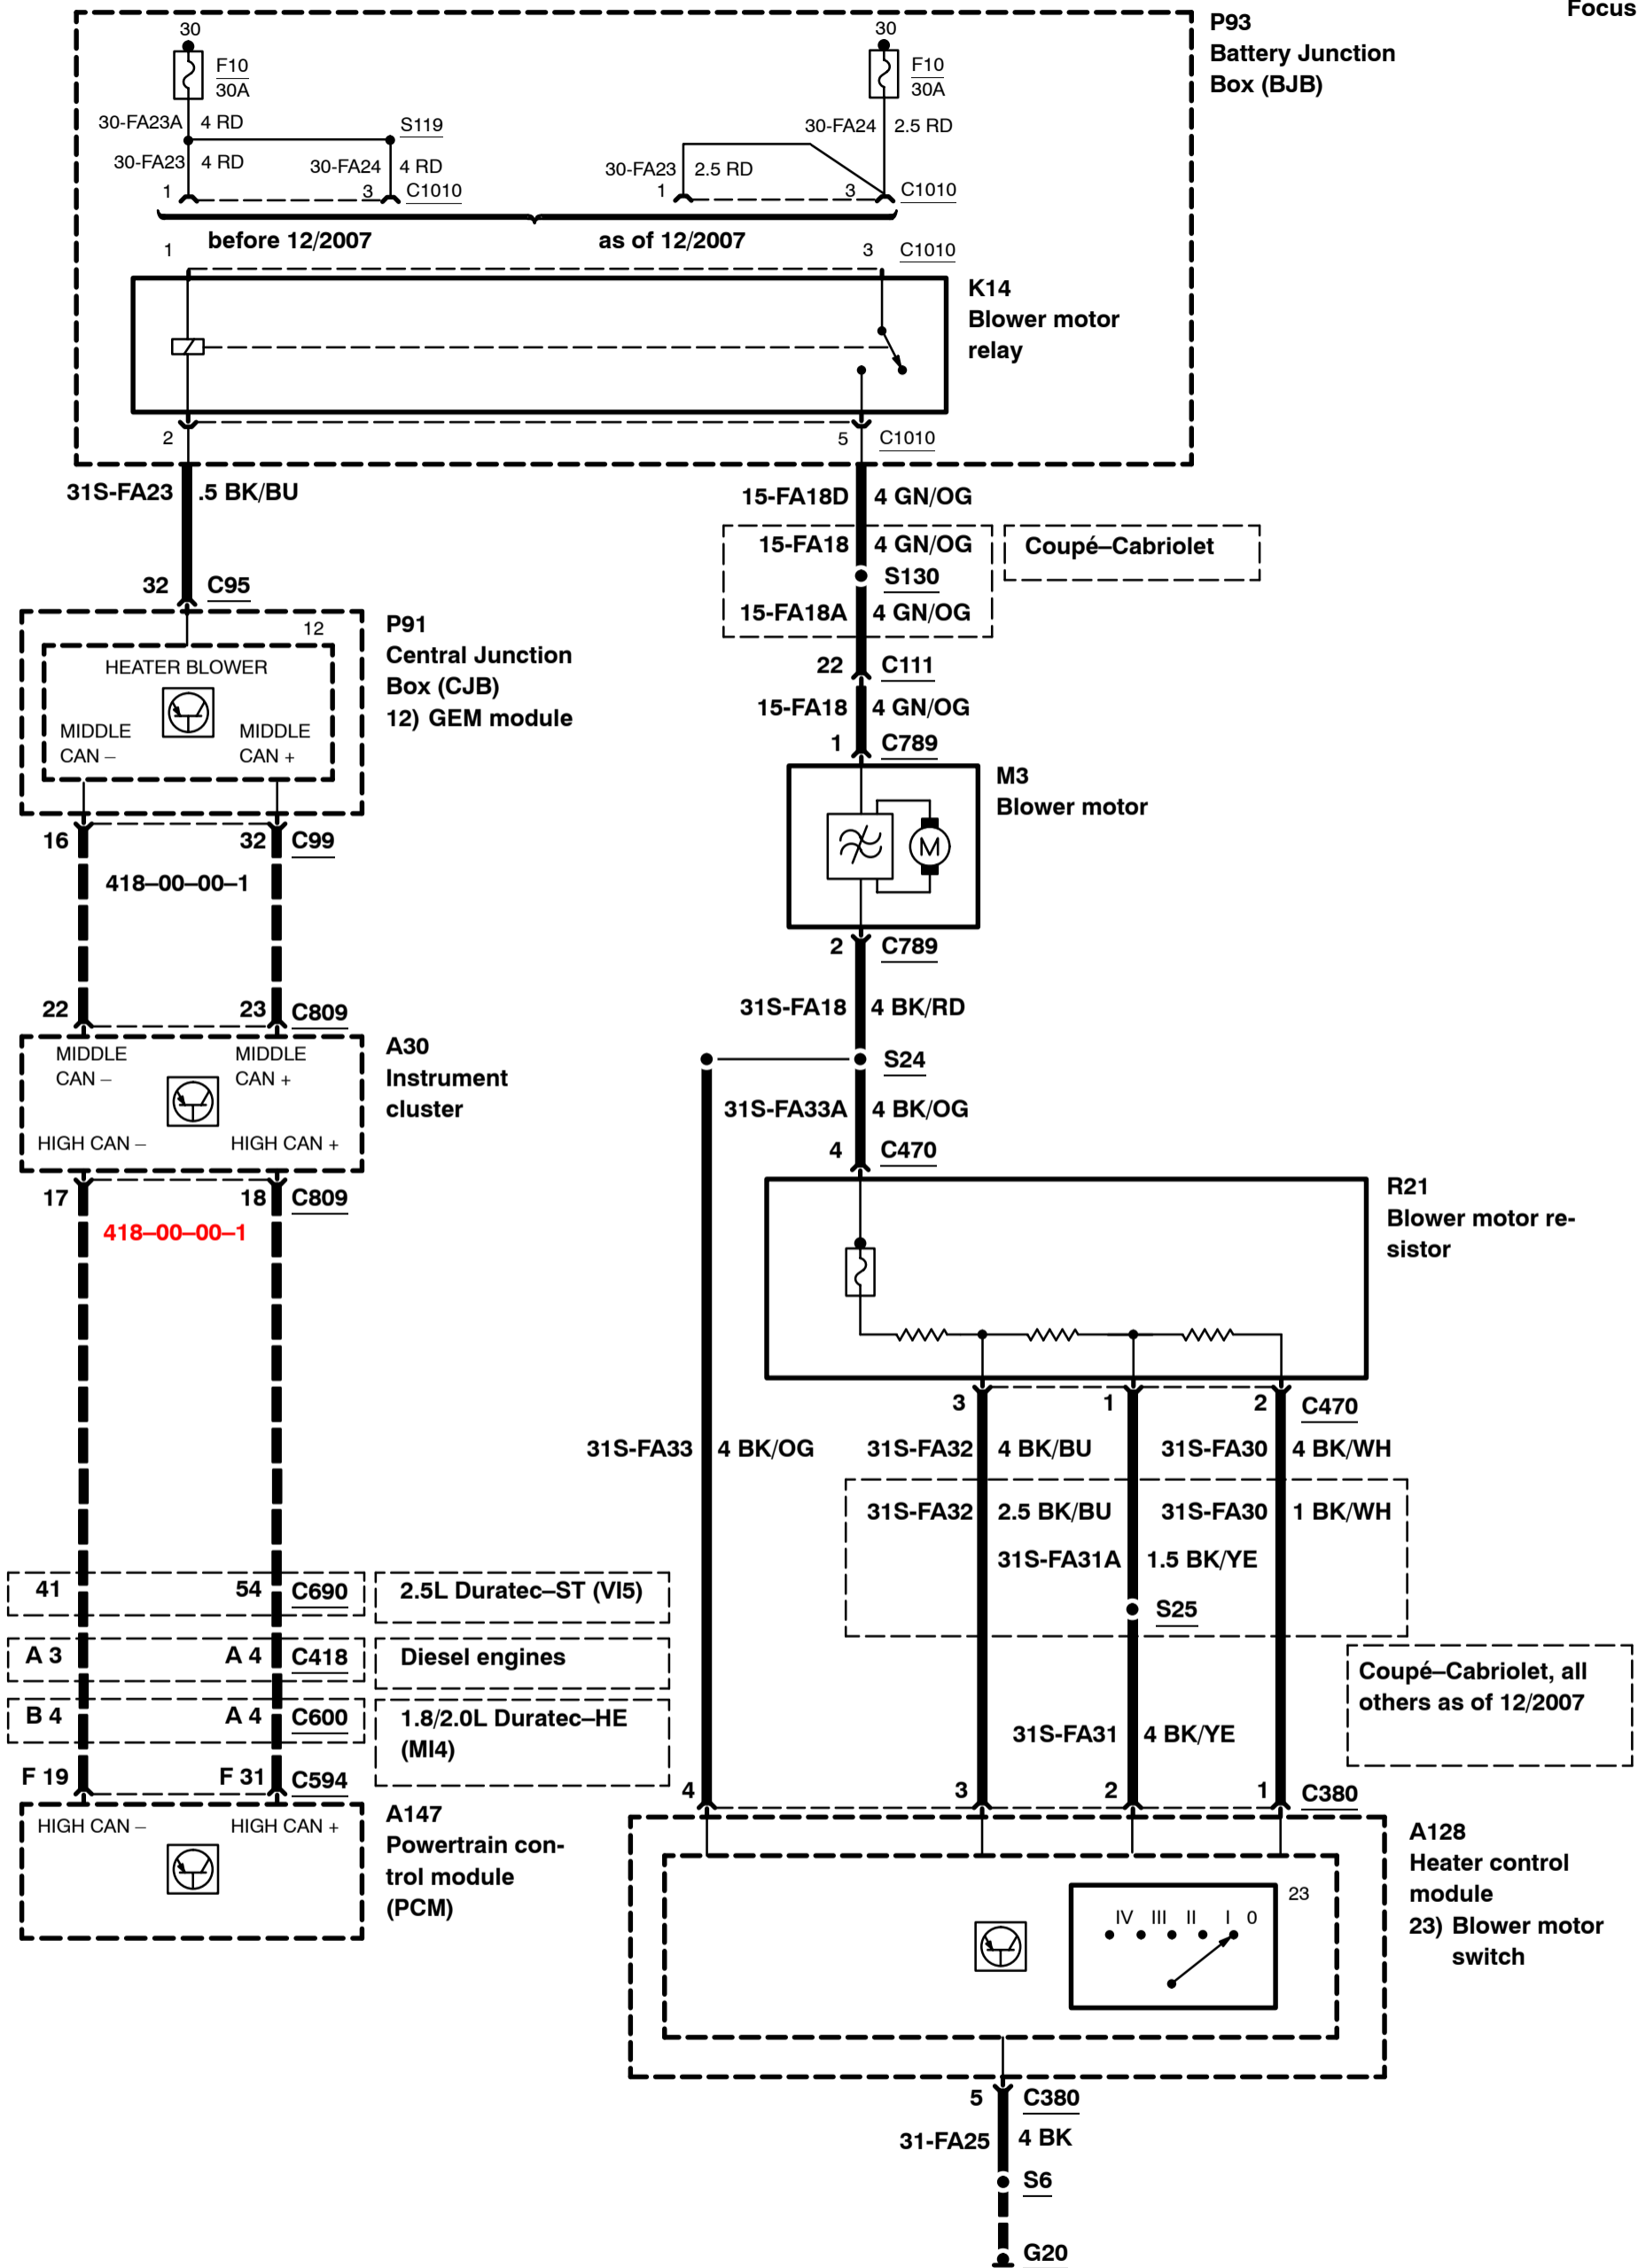 Focus
P93
Battery Junction
Box (BJB)
30
F10
30A
30-FA23A 4 RD
S119
30-FA23 4 RD
30-FA24 4 RD
1 3 C1010
30
F10
30A
30-FA24 2.5 RD
30-FA23 2.5 RD
1 3 C1010
before 12/2007
as of 12/2007
1 3 C1010
K14
Blower motor
relay
2 5 C1010
31S-FA23 .5 BK/BU
15-FA18D 4 GN/OG
15-FA18 4 GN/OG
Coupé–Cabriolet
S130
15-FA18A 4 GN/OG
32 C95
22 C111
P91
Central Junction
Box (CJB)
12) GEM module
12
HEATER BLOWER
MIDDLE
CAN –
MIDDLE
CAN +
15-FA18 4 GN/OG
1 C789
M3
Blower motor
M
16 32 C99
418–00–00–1
2 C789
31S-FA18 4 BK/RD
22 23 C809
S24
A30
Instrument
cluster
MIDDLE
CAN –
MIDDLE
CAN +
HIGH CAN –
HIGH CAN +
31S-FA33A 4 BK/OG
4 C470
17 18 C809
418–00–00–1
R21
Blower motor re-
sistor
3 1 2 C470
31S-FA33 4 BK/OG
31S-FA32 4 BK/BU
31S-FA30 4 BK/WH
31S-FA32 2.5 BK/BU
31S-FA30 1 BK/WH
31S-FA31A 1.5 BK/YE
S25
41 54 C690
2.5L Duratec–ST (VI5)
A 3 A 4 C418
Diesel engines
B 4 A 4 C600
1.8/2.0L Duratec–HE
(MI4)
Coupé–Cabriolet, all
others as of 12/2007
31S-FA31 4 BK/YE
F 19 F 31 C594
4 3 2 1 C380
HIGH CAN –
HIGH CAN +
A147
Powertrain con-
trol module
(PCM)
A128
Heater control
module
23) Blower motor
switch
23
IV III II I 0
5 C380
31-FA25 4 BK
S6
G20